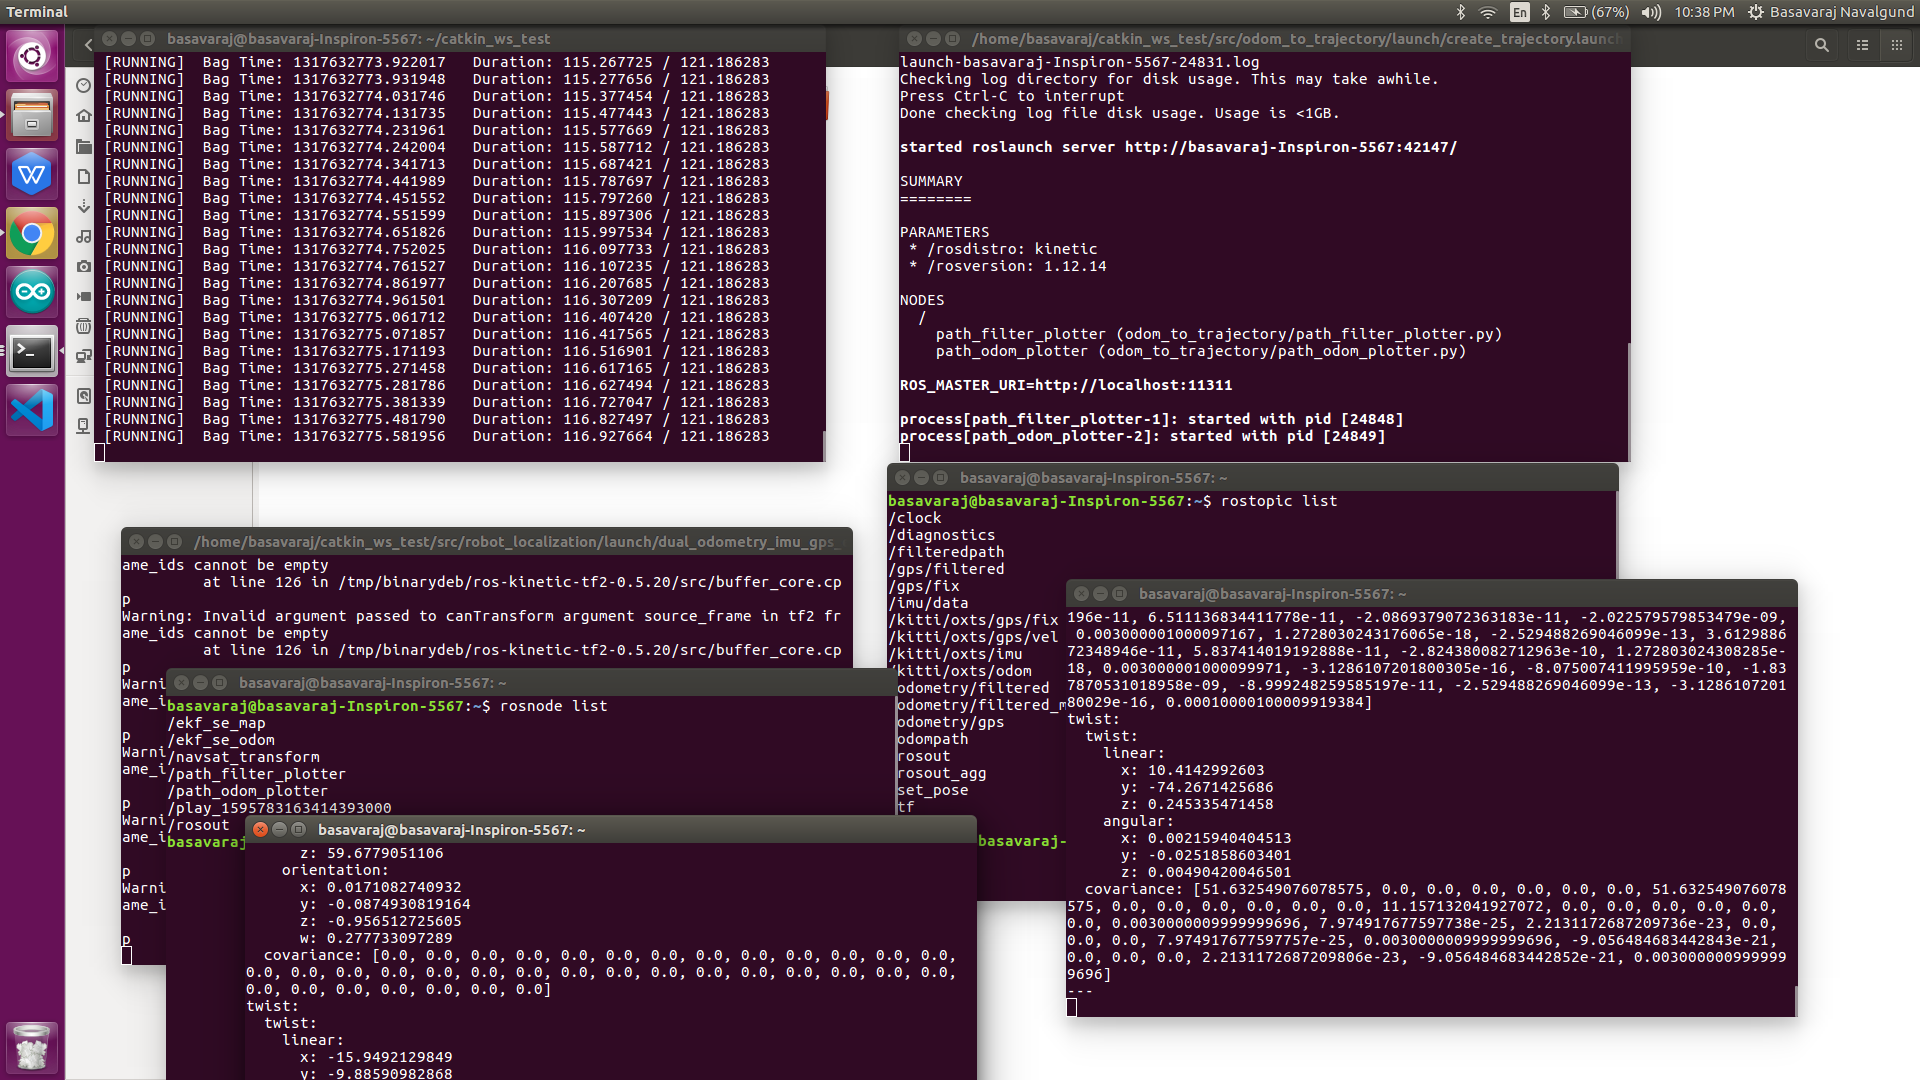 Terminal
En
(67%)
10:38 PM
Basavaraj Navalgund
basavaraj@basavaraj-Inspiron-5567: ~/catkin_ws_test
[RUNNING]  Bag Time: 1317632773.922017   Duration: 115.267725 / 121.186283
[RUNNING]  Bag Time: 1317632773.931948   Duration: 115.277656 / 121.186283
[RUNNING]  Bag Time: 1317632774.031746   Duration: 115.377454 / 121.186283
[RUNNING]  Bag Time: 1317632774.131735   Duration: 115.477443 / 121.186283
[RUNNING]  Bag Time: 1317632774.231961   Duration: 115.577669 / 121.186283
[RUNNING]  Bag Time: 1317632774.242004   Duration: 115.587712 / 121.186283
[RUNNING]  Bag Time: 1317632774.341713   Duration: 115.687421 / 121.186283
[RUNNING]  Bag Time: 1317632774.441989   Duration: 115.787697 / 121.186283
[RUNNING]  Bag Time: 1317632774.451552   Duration: 115.797260 / 121.186283
[RUNNING]  Bag Time: 1317632774.551599   Duration: 115.897306 / 121.186283
[RUNNING]  Bag Time: 1317632774.651826   Duration: 115.997534 / 121.186283
[RUNNING]  Bag Time: 1317632774.752025   Duration: 116.097733 / 121.186283
[RUNNING]  Bag Time: 1317632774.761527   Duration: 116.107235 / 121.186283
[RUNNING]  Bag Time: 1317632774.861977   Duration: 116.207685 / 121.186283
[RUNNING]  Bag Time: 1317632774.961501   Duration: 116.307209 / 121.186283
[RUNNING]  Bag Time: 1317632775.061712   Duration: 116.407420 / 121.186283
[RUNNING]  Bag Time: 1317632775.071857   Duration: 116.417565 / 121.186283
[RUNNING]  Bag Time: 1317632775.171193   Duration: 116.516901 / 121.186283
[RUNNING]  Bag Time: 1317632775.271458   Duration: 116.617165 / 121.186283
[RUNNING]  Bag Time: 1317632775.281786   Duration: 116.627494 / 121.186283
[RUNNING]  Bag Time: 1317632775.381339   Duration: 116.727047 / 121.186283
[RUNNING]  Bag Time: 1317632775.481790   Duration: 116.827497 / 121.186283
[RUNNING]  Bag Time: 1317632775.581956   Duration: 116.927664 / 121.186283
/home/basavaraj/catkin_ws_test/src/odom_to_trajectory/launch/create_trajectory.launch
launch-basavaraj-Inspiron-5567-24831.log
Checking log directory for disk usage. This may take awhile.
Press Ctrl-C to interrupt
Done checking log file disk usage. Usage is <1GB.
started roslaunch server http://basavaraj-Inspiron-5567:42147/
SUMMARY
========
PARAMETERS
 * /rosdistro: kinetic
 * /rosversion: 1.12.14
NODES
  /
    path_filter_plotter (odom_to_trajectory/path_filter_plotter.py)
    path_odom_plotter (odom_to_trajectory/path_odom_plotter.py)
ROS_MASTER_URI=http://localhost:11311
process[path_filter_plotter-1]: started with pid [24848]
process[path_odom_plotter-2]: started with pid [24849]
basavaraj@basavaraj-Inspiron-5567: ~
basavaraj@basavaraj-Inspiron-5567:~$ rostopic list
/clock
/diagnostics
/filteredpath
/gps/filtered
/gps/fix
/imu/data
/kitti/oxts/gps/fix
/kitti/oxts/gps/vel
/kitti/oxts/imu
/kitti/oxts/odom
odometry/filtered
odometry/filtered_m
odometry/gps
odompath
rosout
rosout_agg
set_pose
tf
basavaraj-
/home/basavaraj/catkin_ws_test/src/robot_localization/launch/dual_odometry_imu_gps_
ame_ids cannot be empty
         at line 126 in /tmp/binarydeb/ros-kinetic-tf2-0.5.20/src/buffer_core.cp
p
Warning: Invalid argument passed to canTransform argument source_frame in tf2 fr
ame_ids cannot be empty
         at line 126 in /tmp/binarydeb/ros-kinetic-tf2-0.5.20/src/buffer_core.cp
p
Warni
ame_i
p
Warni
ame_i
p
Warni
ame_i
p
Warni
ame_i
p
basavaraj@basavaraj-Inspiron-5567: ~
basavaraj@basavaraj-Inspiron-5567:~$ rosnode list
/ekf_se_map
/ekf_se_odom
/navsat_transform
/path_filter_plotter
/path_odom_plotter
/play_1595783163414393000
/rosout
basavaraj
basavaraj@basavaraj-Inspiron-5567: ~
z: 59.6779051106
orientation:
x: 0.0171082740932
y: -0.0874930819164
z: -0.956512725605
w: 0.277733097289
covariance: [0.0, 0.0, 0.0, 0.0, 0.0, 0.0, 0.0, 0.0, 0.0, 0.0, 0.0, 0.0, 0.0,
0.0, 0.0, 0.0, 0.0, 0.0, 0.0, 0.0, 0.0, 0.0, 0.0, 0.0, 0.0, 0.0, 0.0, 0.0, 0.0,
0.0, 0.0, 0.0, 0.0, 0.0, 0.0, 0.0]
twist:
twist:
linear:
x: -15.9492129849
y: -9.88590982868
basavaraj@basavaraj-Inspiron-5567: ~
196e-11, 6.511136834411778e-11, -2.0869379072363183e-11, -2.022579579853479e-09,
 0.003000001000097167, 1.2728030243176065e-18, -2.529488269046099e-13, 3.6129886
72348946e-11, 5.837414019192888e-11, -2.824380082712963e-10, 1.272803024308285e-
18, 0.003000001000099971, -3.1286107201800305e-16, -8.075007411995959e-10, -1.83
7870531018958e-09, -8.999248259585197e-11, -2.529488269046099e-13, -3.1286107201
80029e-16, 0.00010000100009919384]
twist:
twist:
linear:
x: 10.4142992603
y: -74.2671425686
z: 0.245335471458
angular:
x: 0.00215940404513
y: -0.0251858603401
z: 0.00490420046501
covariance: [51.632549076078575, 0.0, 0.0, 0.0, 0.0, 0.0, 0.0, 51.632549076078
575, 0.0, 0.0, 0.0, 0.0, 0.0, 0.0, 11.157132041927072, 0.0, 0.0, 0.0, 0.0, 0.0,
0.0, 0.0030000009999999696, 7.974917677597738e-25, 2.2131172687209736e-23, 0.0,
0.0, 0.0, 7.974917677597757e-25, 0.0030000009999999696, -9.056484683442843e-21,
0.0, 0.0, 0.0, 2.2131172687209806e-23, -9.056484683442852e-21, 0.003000000999999
9696]
---